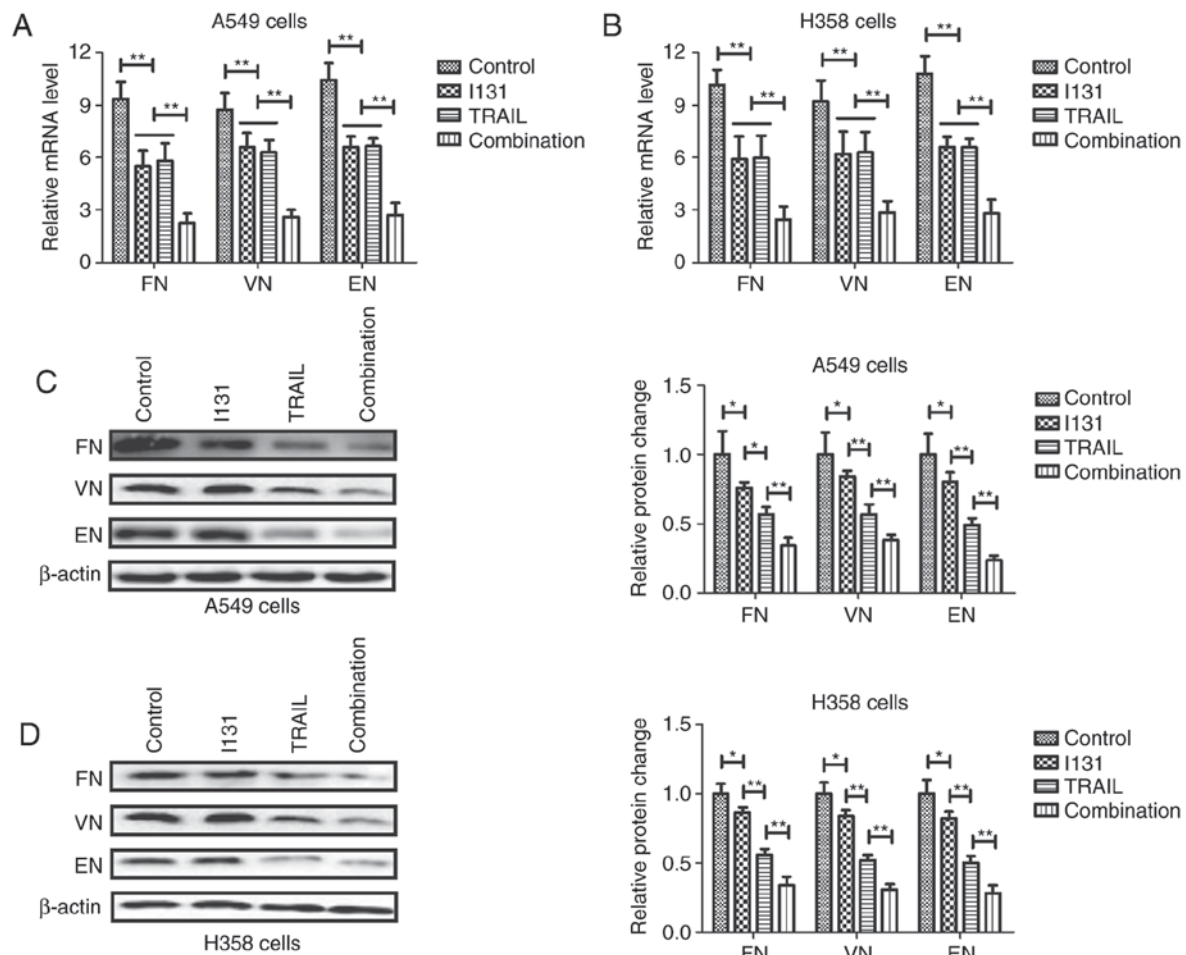 A
A549 cells
Relative mRNA level
12
9
6
3
0
** ** ** ** ** **
FN VN EN
Control
I131
TRAIL
Combination
B
H358 cells
Relative mRNA level
12
9
6
3
0
** ** ** ** ** **
FN VN EN
Control
I131
TRAIL
Combination
C
Control I131 TRAIL Combination
FN
VN
EN
β-actin
A549 cells
A549 cells
Relative protein change
1.5
1.0
0.5
0.0
* * ** * ** ** * ** **
FN VN EN
Control
I131
TRAIL
Combination
D
Control I131 TRAIL Combination
FN
VN
EN
β-actin
H358 cells
H358 cells
Relative protein change
1.5
1.0
0.5
0.0
* ** ** * ** ** * ** **
FN VN EN
Control
I131
TRAIL
Combination